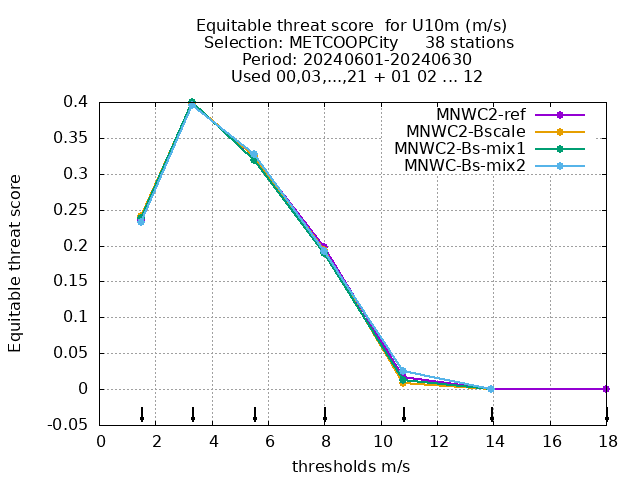 Equitable threat score  for U10m (m/s)
Selection: METCOOPCity     38 stations
Period: 20240601-20240630
Used 00,03,...,21 + 01 02 ... 12
MNWC2-ref
MNWC2-Bscale
MNWC2-Bs-mix1
MNWC-Bs-mix2
Equitable threat score
0.4
0.35
0.3
0.25
0.2
0.15
0.1
0.05
0
-0.05
0 2 4 6 8 10 12 14 16 18
thresholds m/s